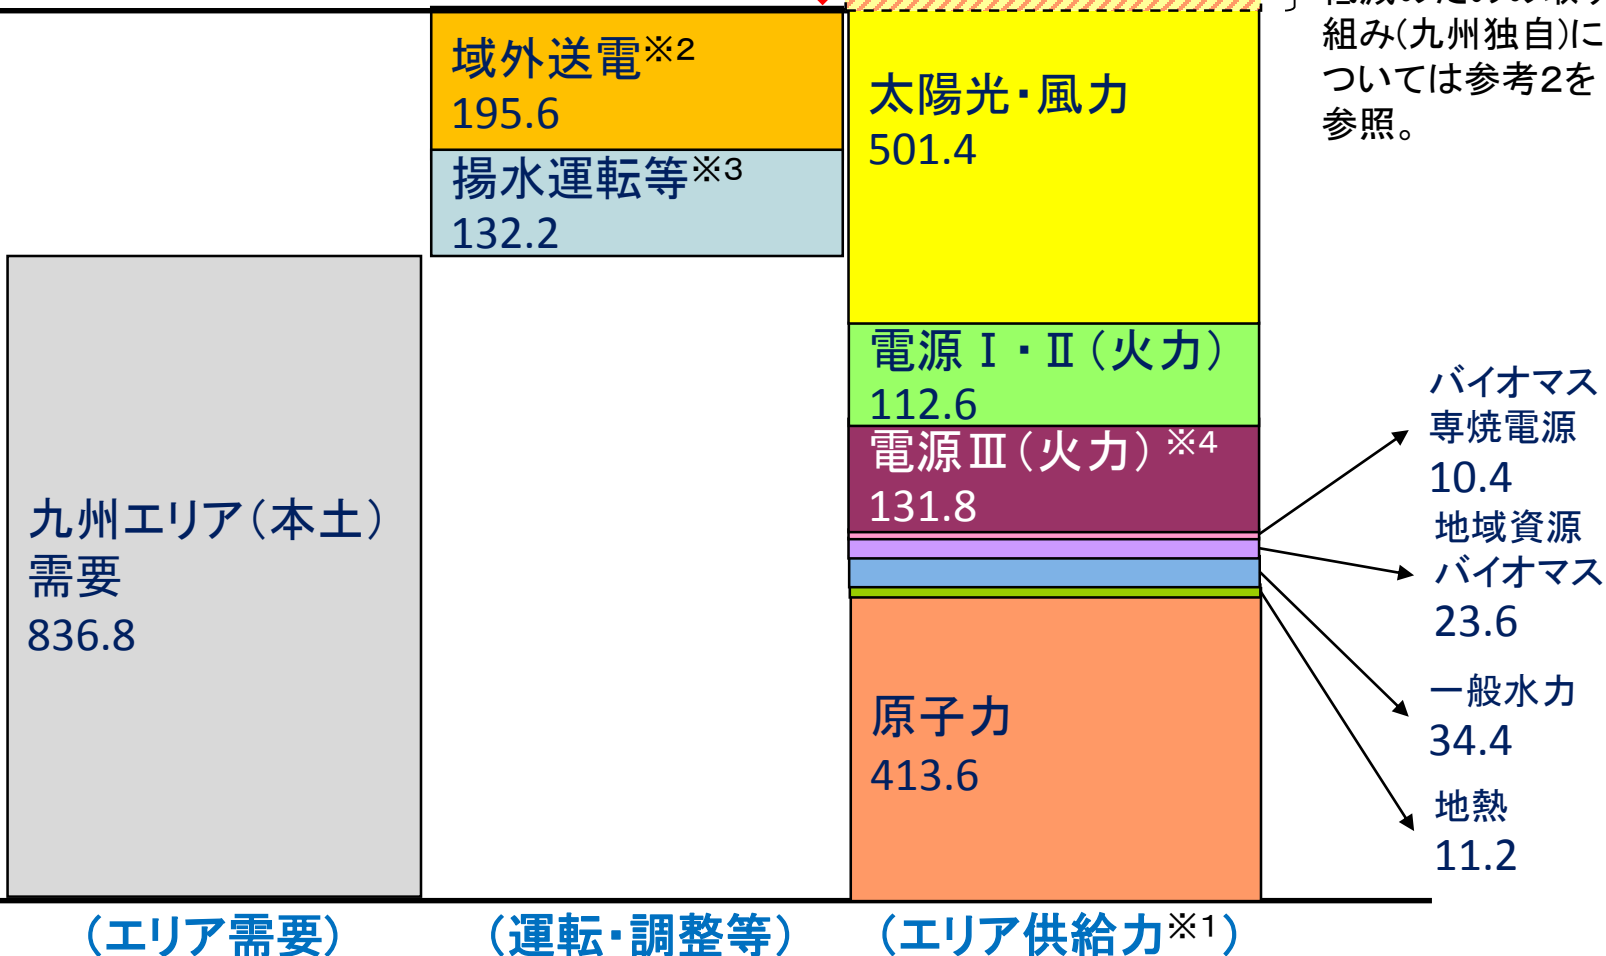 組み(九州独自)に
ついては参考2を
参照。
域外送電※2
195.6
揚水運転等※3
132.2
太陽光・風力
501.4
電源Ⅰ・Ⅱ(火力)
112.6
電源Ⅲ(火力)※4
131.8
九州エリア(本土)
需要
836.8
原子力
413.6
バイオマス
専焼電源
10.4
地域資源
バイオマス
23.6
一般水力
34.4
地熱
11.2
(エリア需要)
(運転・調整等)
(エリア供給力※1)